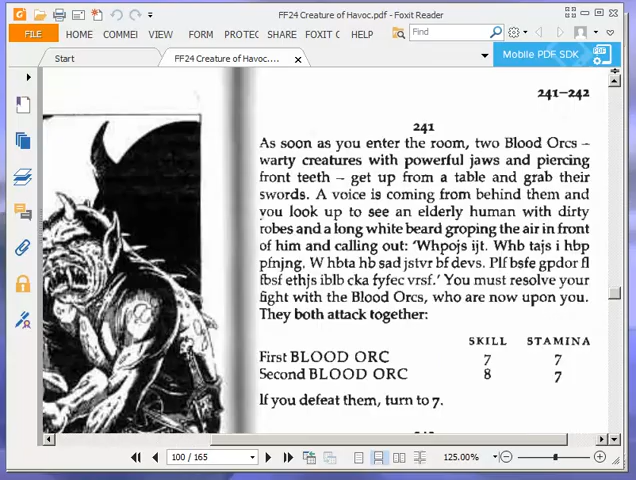 FF24 Creature of Havoc.pdf - Foxit Reader
FILE HOME COMMEI VIEW FORM PROTEC SHARE FOXIT C HELP Find
Start FF24 Creature of Havoc.... Mobile PDF SDK
241–242
241
As soon as you enter the room, two Blood Orcs –
warty creatures with powerful jaws and piercing
front teeth – get up from a table and grab their
swords. A voice is coming from behind them and
you look up to see an elderly human with dirty
robes and a long white beard groping the air in front
of him and calling out: 'Whpojs ijt. Whb tajs i hbp
pfnjng. W hbta hb sad jstvr bf devs. Plf bsfe gpdor fl
fbsf ethjs iblb cka fyfec vrsf.' You must resolve your
fight with the Blood Orcs, who are now upon you.
They both attack together:
SKILL STAMINA
First BLOOD ORC 7 7
Second BLOOD ORC 8 7
If you defeat them, turn to 7.
100 / 165 125.00%